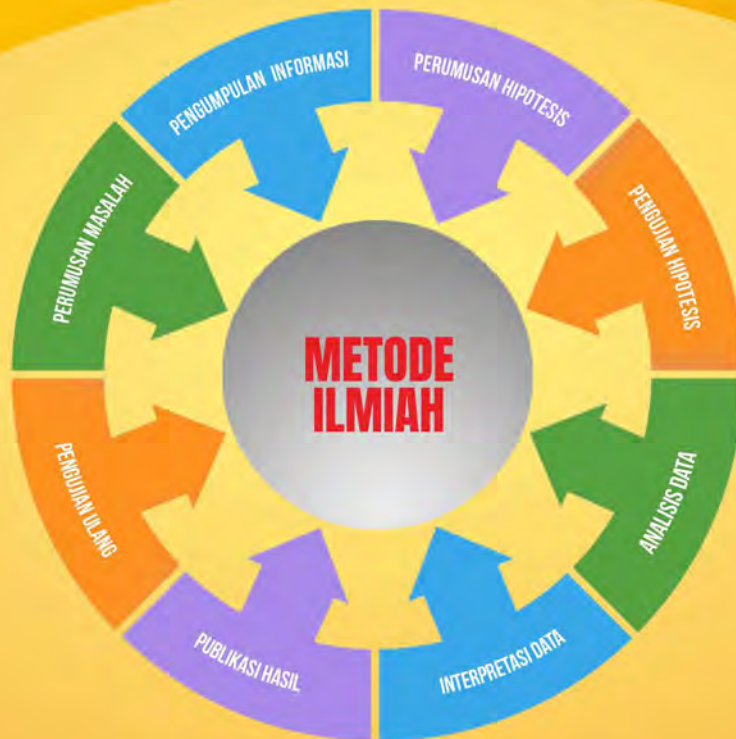 PENGUMPULAN INFORMASI
PERUMUSAN HIPOTESIS
PENGUJIAN HIPOTESIS
ANALISIS DATA
INTERPRETASI DATA
PUBLIKASI HASIL
PENGUJIAN ULANG
PERUMUSAN MASALAH
METODE
ILMIAH